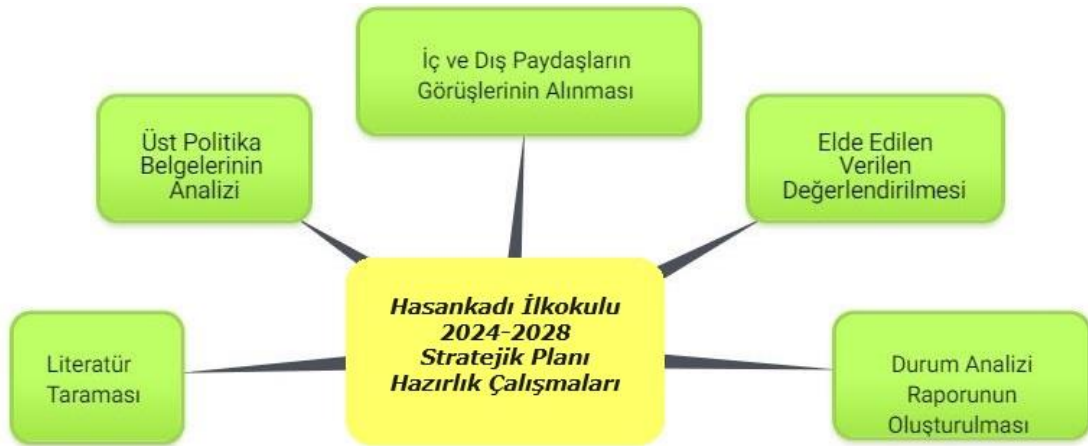 İç ve Dış Paydaşların
Görüşlerinin Alınması
Üst Politika
Belgelerinin
Analizi
Elde Edilen
Verilen
Değerlendirilmesi
Hasankadı İlkokulu
2024-2028
Stratejik Planı
Hazırlık Çalışmaları
Literatür
Taraması
Durum Analizi
Raporunun
Oluşturulması